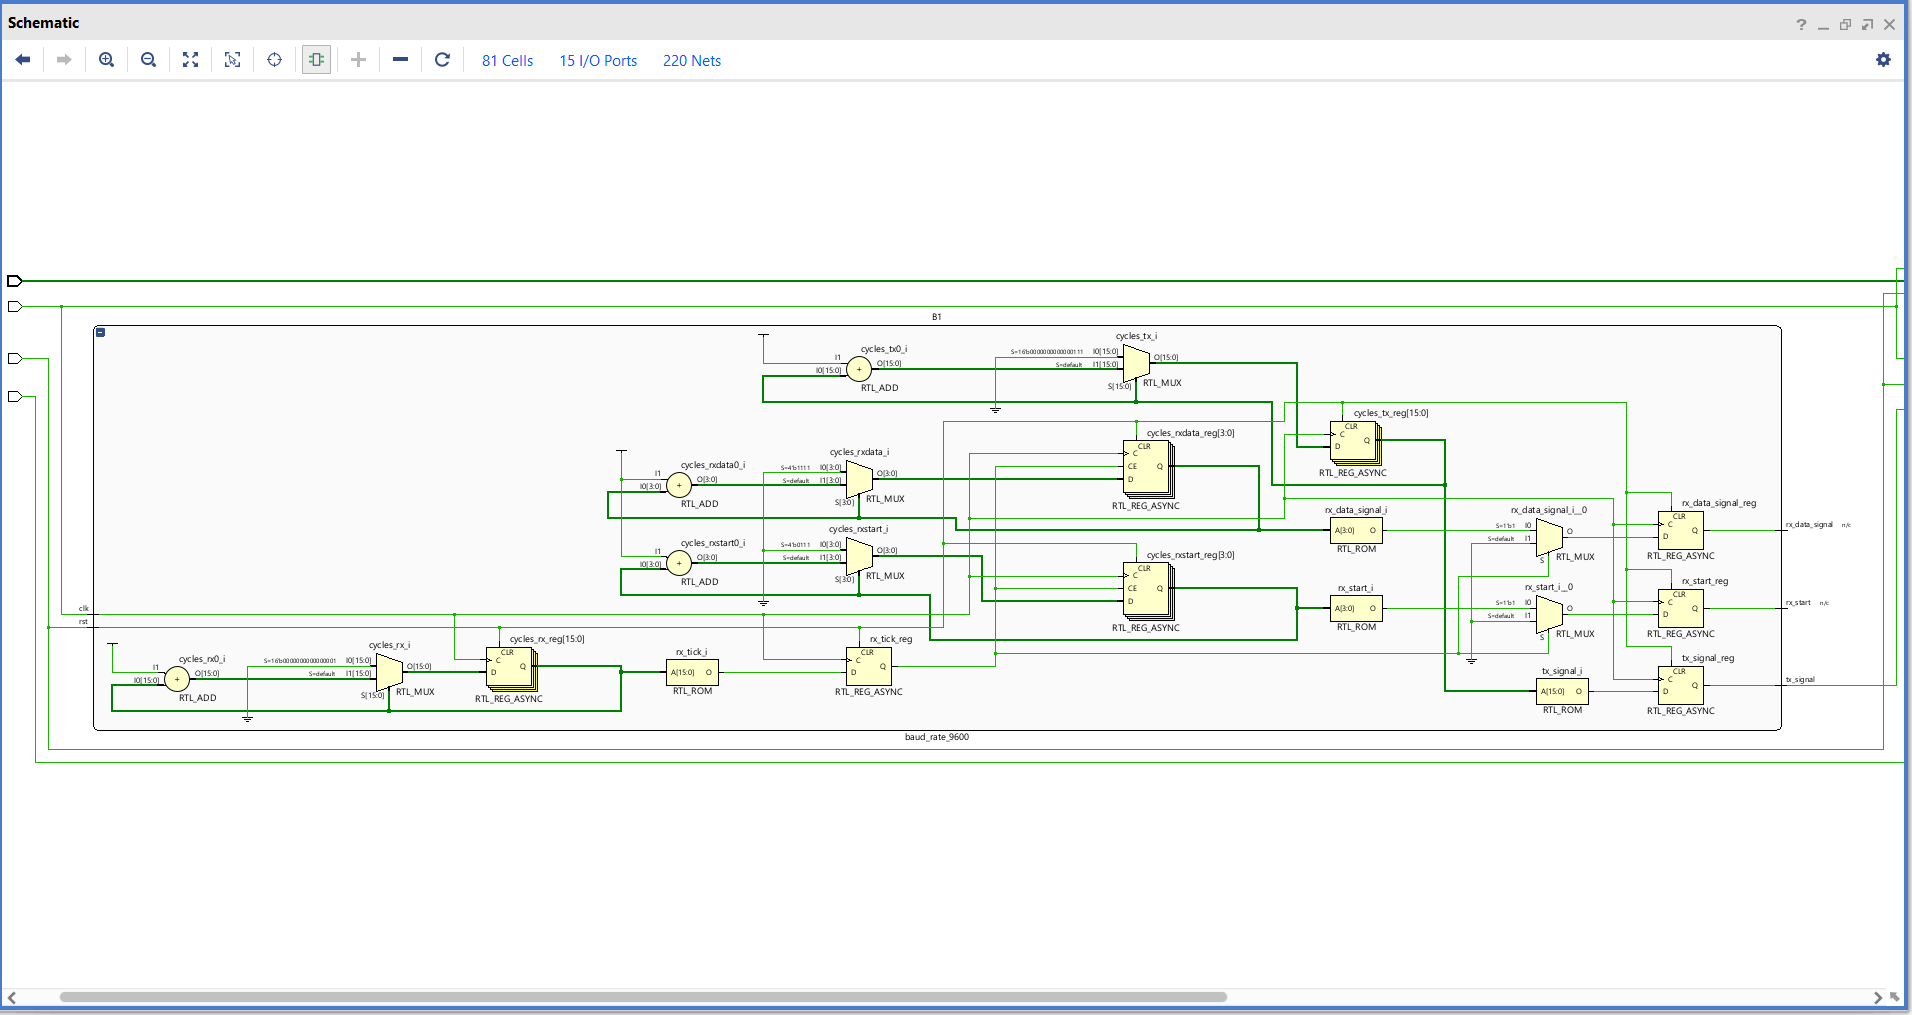 Schematic
81 Cells 15 I/O Ports 220 Nets
B1
cycles_tx_i
cycles_tx0_i
S=16'b0000000000000111 I0[15:0] O[15:0]
I1 O[15:0] S=default I1[15:0]
I0[15:0] + S[15:0] RTL_MUX
RTL_ADD
cycles_tx_reg[15:0]
CLR
C Q
D
RTL_REG_ASYNC
cycles_rxdata_reg[3:0]
CLR
C
CE Q
D
RTL_REG_ASYNC
cycles_rxdata_i
cycles_rxdata0_i
S=4'b1111 I0[3:0] O[3:0]
I1 O[3:0] S=default I1[3:0]
I0[3:0] + S[3:0] RTL_MUX
RTL_ADD
rx_data_signal_i
A[3:0] O
RTL_ROM
rx_data_signal_i__0
S=1'b1 I0 O
S=default I1
S RTL_MUX
rx_data_signal_reg
CLR
C Q
D
RTL_REG_ASYNC
rx_data_signal n/c
cycles_rxstart_i
cycles_rxstart0_i
S=4'b0111 I0[3:0] O[3:0]
I1 O[3:0] S=default I1[3:0]
I0[3:0] + S[3:0] RTL_MUX
RTL_ADD
cycles_rxstart_reg[3:0]
CLR
C
CE Q
D
RTL_REG_ASYNC
rx_start_i
A[3:0] O
RTL_ROM
rx_start_i__0
S=1'b1 I0 O
S=default I1
S RTL_MUX
rx_start_reg
CLR
C Q
D
RTL_REG_ASYNC
rx_start n/c
clk
rst
cycles_rx_i
cycles_rx0_i
S=16'b0000000000000001 I0[15:0] O[15:0]
I1 O[15:0] S=default I1[15:0]
I0[15:0] + S[15:0] RTL_MUX
RTL_ADD
cycles_rx_reg[15:0]
CLR
C Q
D
RTL_REG_ASYNC
rx_tick_i
A[15:0] O
RTL_ROM
rx_tick_reg
CLR
C Q
D
RTL_REG_ASYNC
tx_signal_i
A[15:0] O
RTL_ROM
tx_signal_reg
CLR
C Q
D
RTL_REG_ASYNC
tx_signal
baud_rate_9600